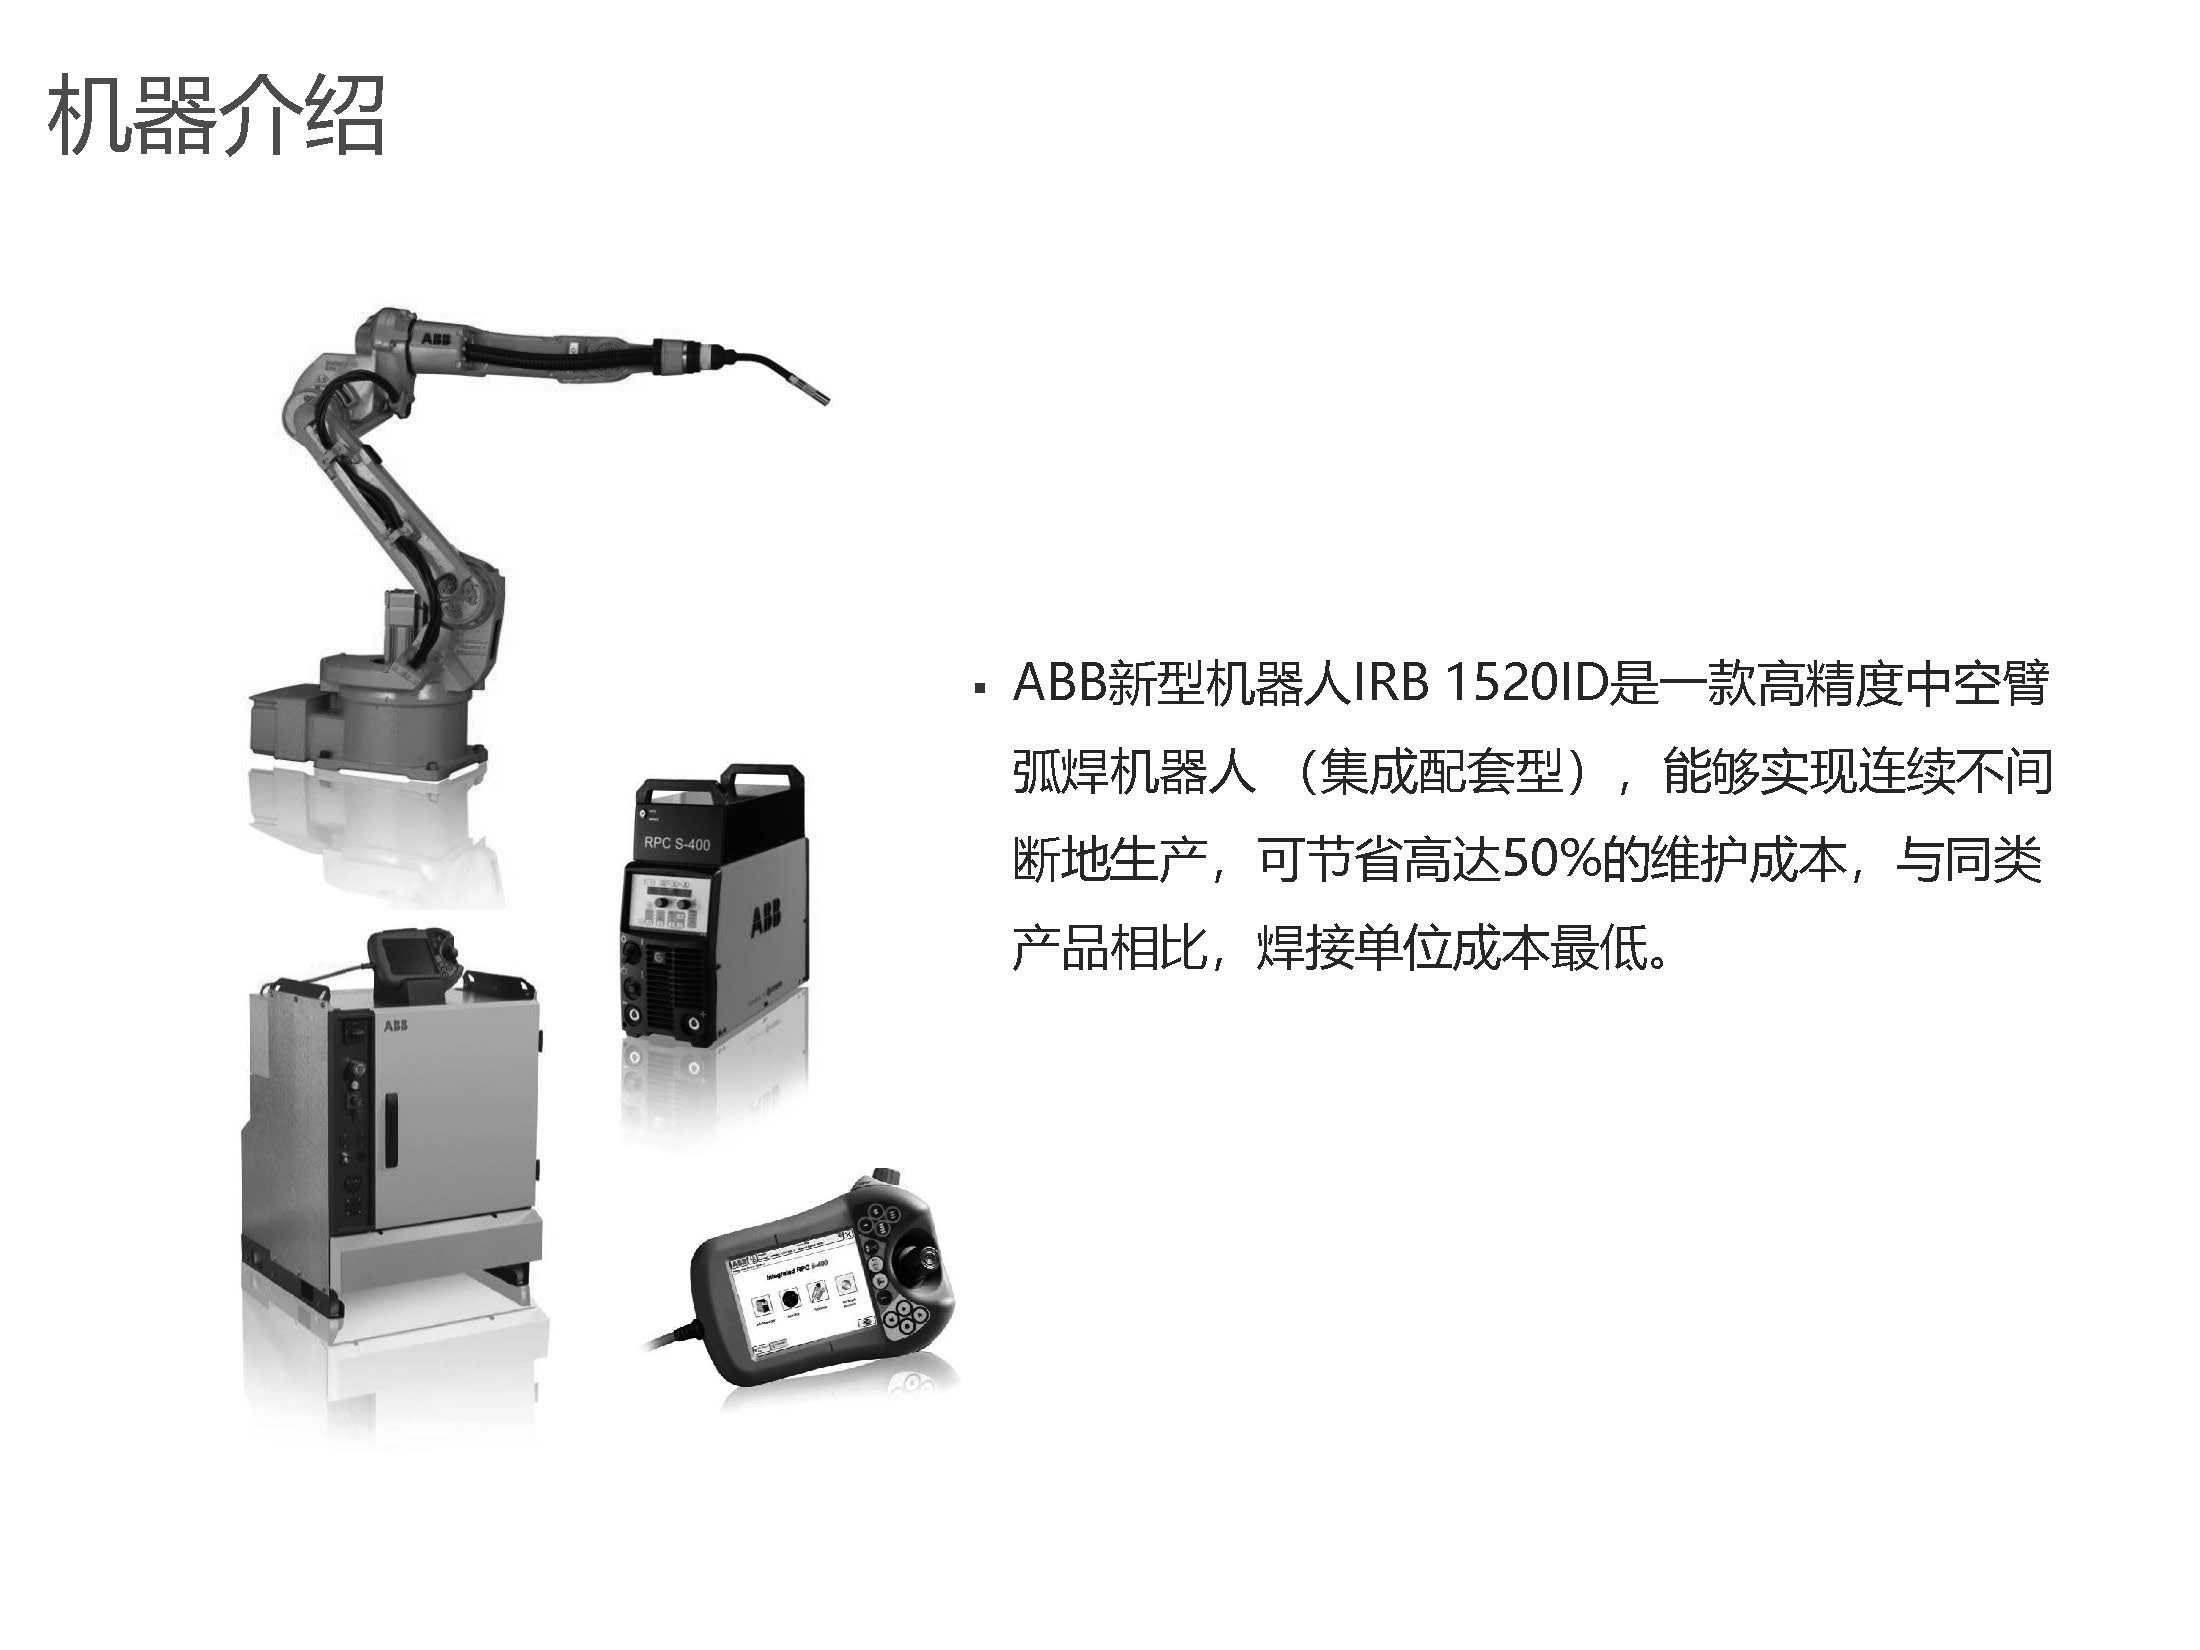 机器介绍
ABB
ABB新型机器人IRB 1520ID是一款高精度中空臂
弧焊机器人 （集成配套型），能够实现连续不间
断地生产，可节省高达50%的维护成本，与同类
产品相比，焊接单位成本最低。
RPC S-400
ABB
ABB
ABB
Integrated RPC S-400